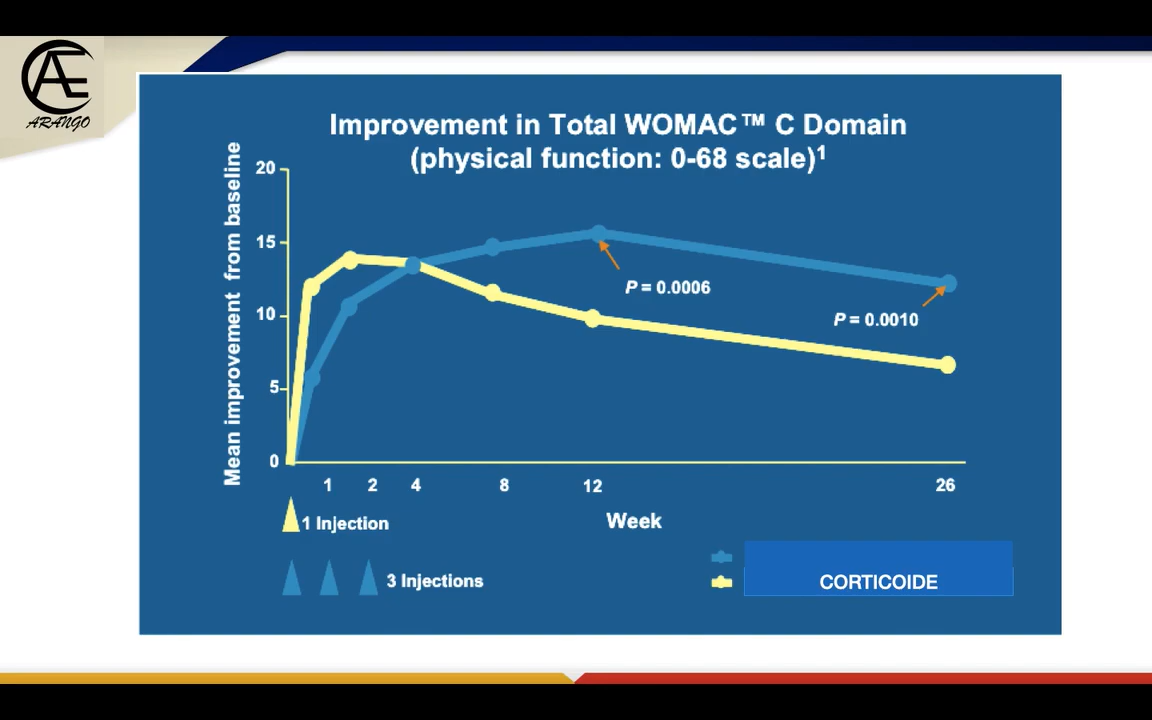 Æ
ARANGO
Improvement in Total WOMAC™ C Domain
(physical function: 0-68 scale)¹
Mean improvement from baseline
20
15
10
5
0
P = 0.0006
P = 0.0010
1 2 4 8 12 26
Week
1 Injection
3 Injections
CORTICOIDE